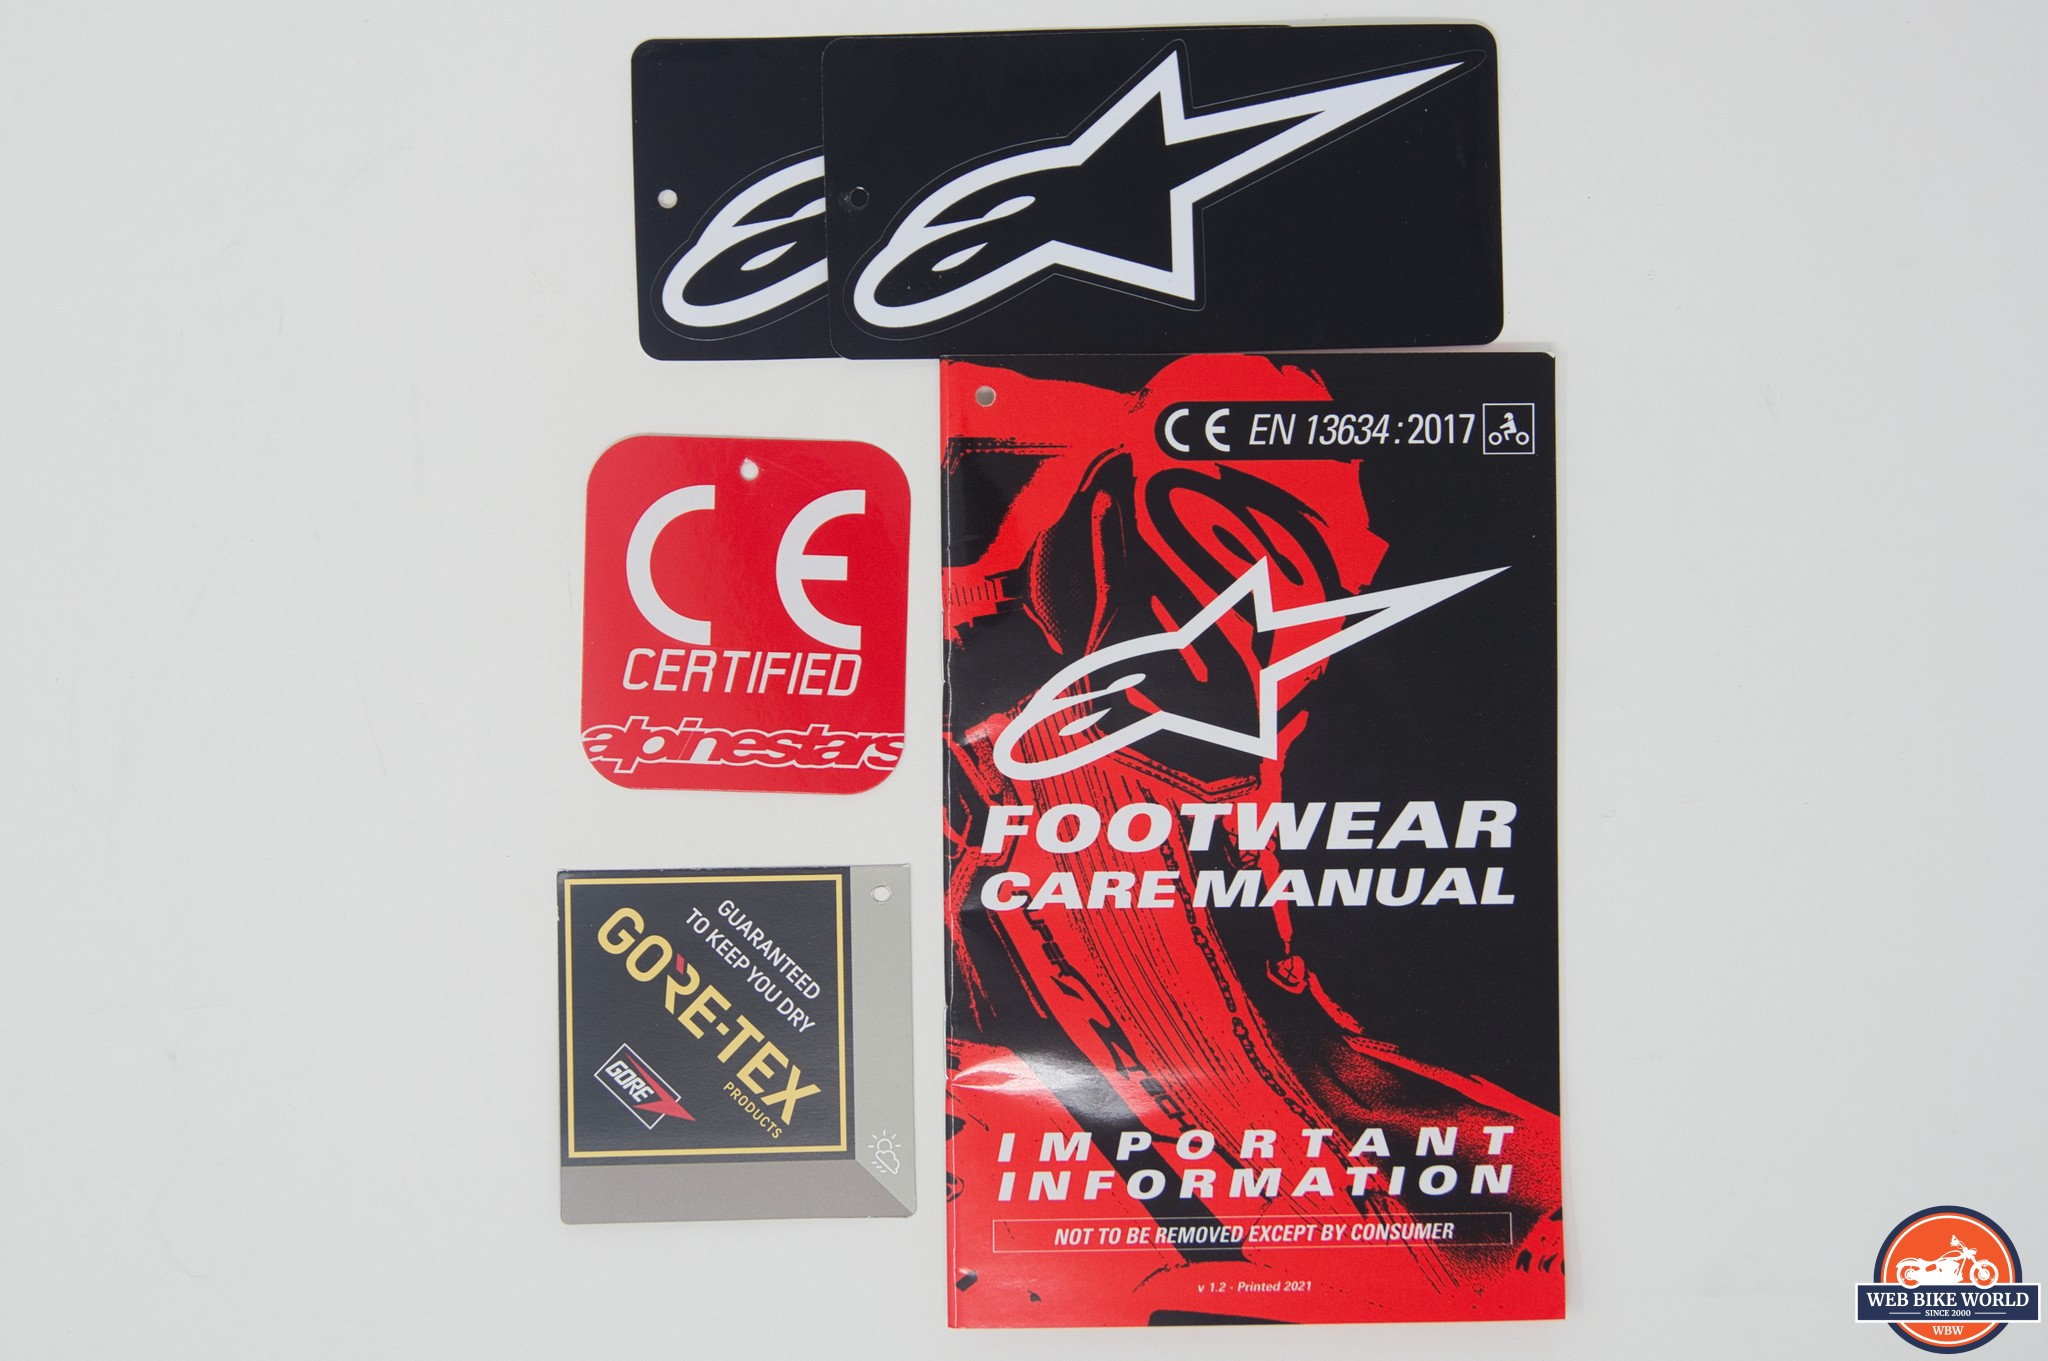 CE EN 13634:2017
CE
CERTIFIED
alpinestars
FOOTWEAR
CARE MANUAL
GUARANTEED
TO KEEP YOU DRY
GORE-TEX
PRODUCTS
GORE
IMPORTANT
INFORMATION
NOT TO BE REMOVED EXCEPT BY CONSUMER
v 1.2 - Printed 2021
WEB BIKE WORLD
SINCE 2000
WBW